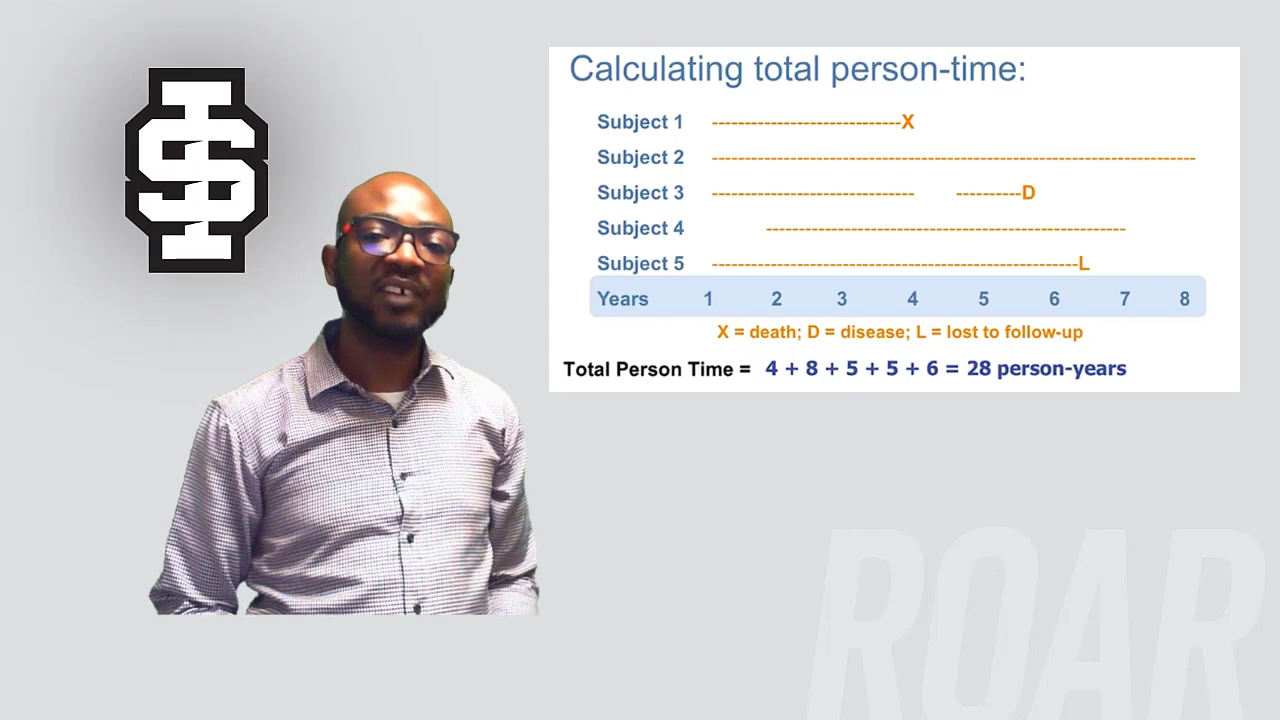 IS
Calculating total person-time:
Subject 1 -----------------------------X
Subject 2 --------------------------------------------------------------------------
Subject 3 ------------------------------- ----------D
Subject 4 -------------------------------------------------------
Subject 5 --------------------------------------------------------L
Years 1 2 3 4 5 6 7 8
X = death; D = disease; L = lost to follow-up
Total Person Time = 4 + 8 + 5 + 5 + 6 = 28 person-years
ROAR